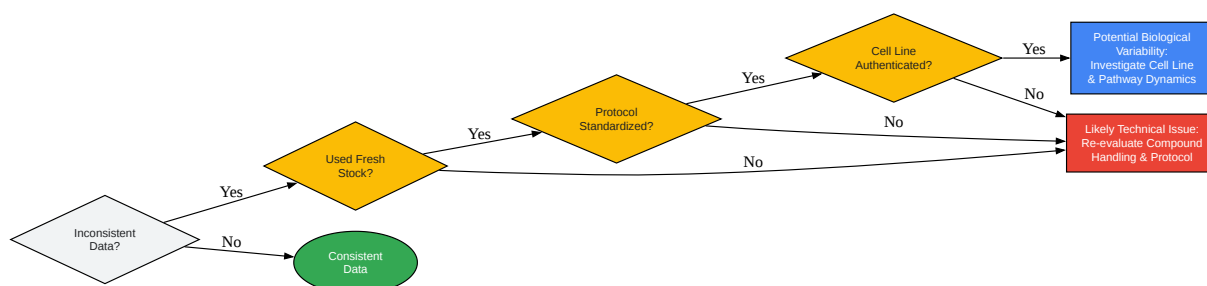 Inconsistent
Data?
Yes
No
Consistent
Data
Used Fresh
Stock?
Yes
No
Protocol
Standardized?
Yes
No
Cell Line
Authenticated?
Yes
No
Potential Biological
Variability:
Investigate Cell Line
& Pathway Dynamics
Likely Technical Issue:
Re-evaluate Compound
Handling & Protocol